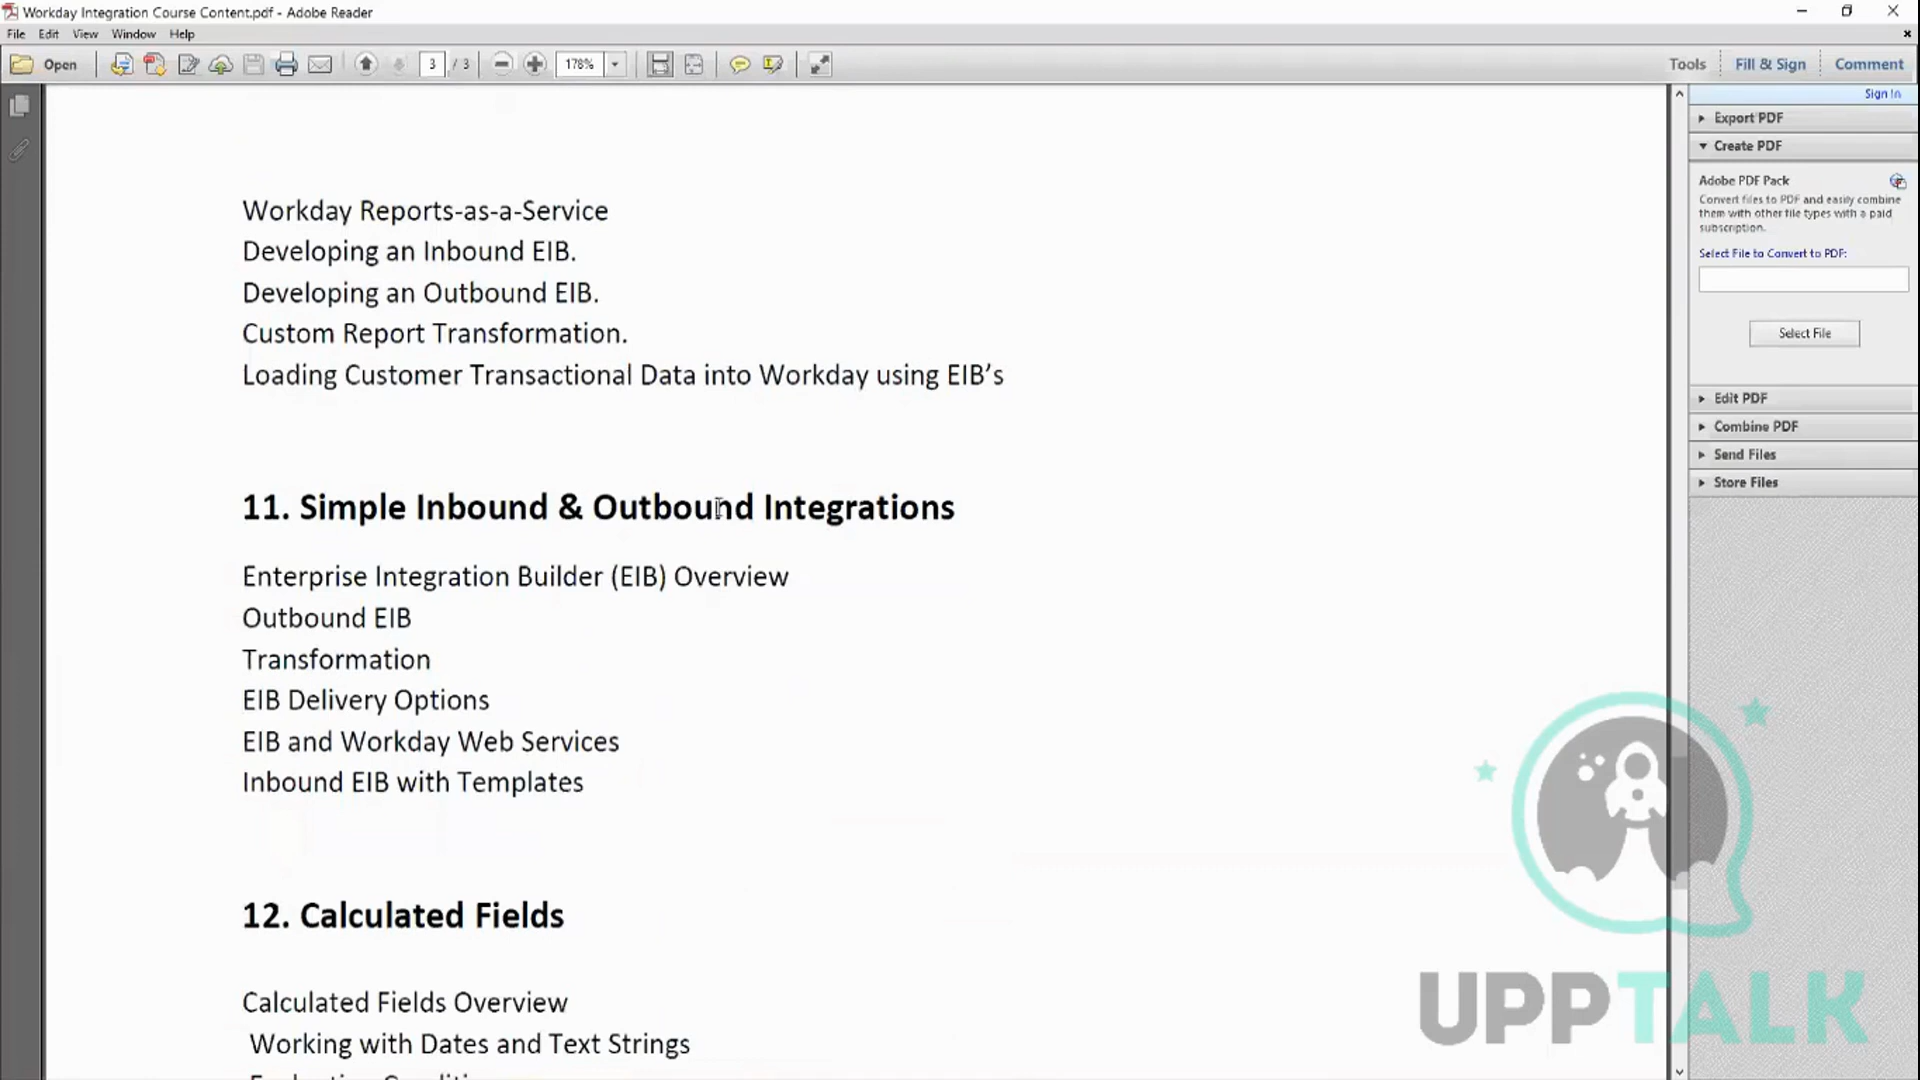 Workday Integration Course Content.pdf - Adobe Reader
File Edit View Window Help
Open 3 / 3 178% Tools Fill & Sign Comment
Sign In
Export PDF
Create PDF
Adobe PDF Pack
Convert files to PDF and easily combine
them with other file types with a paid
subscription.
Select File to Convert to PDF:
Select File
Edit PDF
Combine PDF
Send Files
Store Files
Workday Reports-as-a-Service
Developing an Inbound EIB.
Developing an Outbound EIB.
Custom Report Transformation.
Loading Customer Transactional Data into Workday using EIB’s
11. Simple Inbound & Outbound Integrations
Enterprise Integration Builder (EIB) Overview
Outbound EIB
Transformation
EIB Delivery Options
EIB and Workday Web Services
Inbound EIB with Templates
12. Calculated Fields
Calculated Fields Overview
Working with Dates and Text Strings
UPPTALK